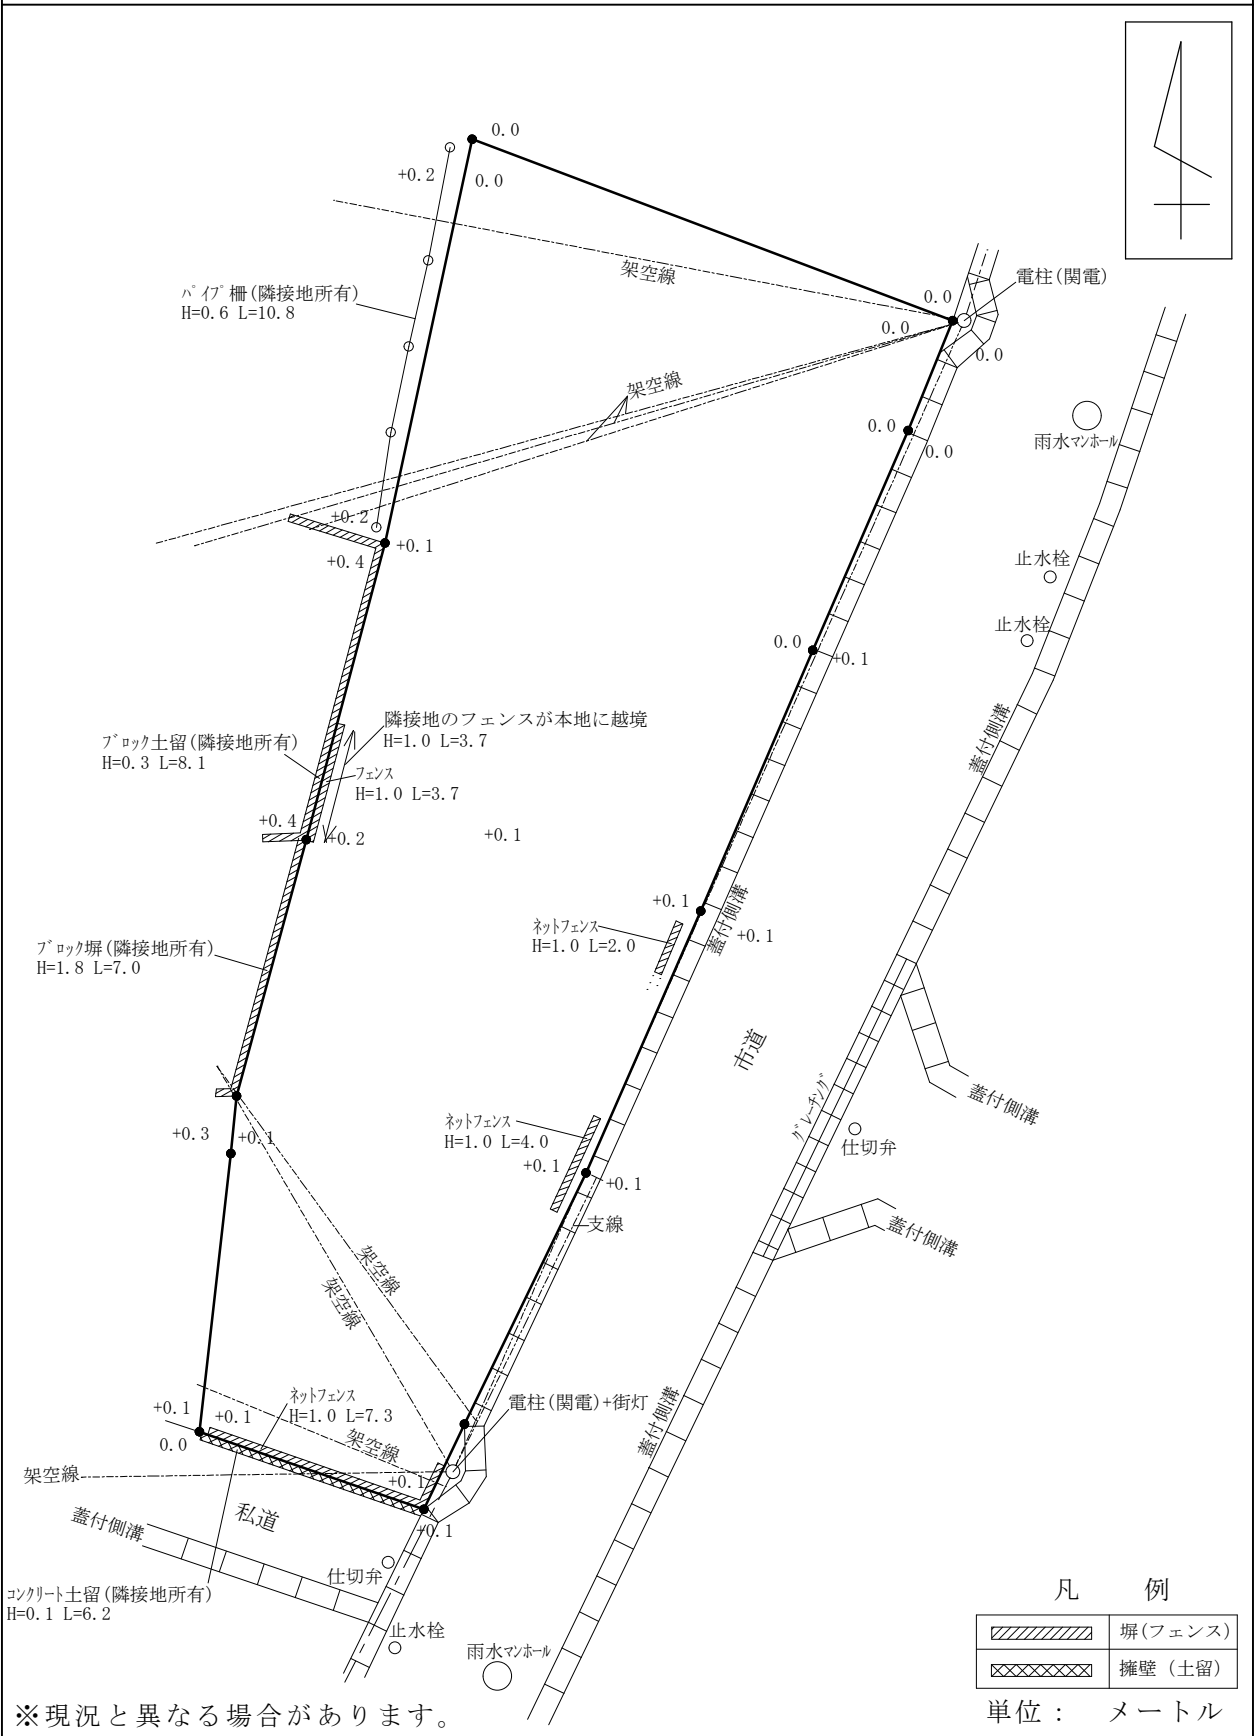 0.0
+0.2
0.0
架空線
電柱(関電)
0.0
ﾊﾟｲﾌﾟ柵(隣接地所有)
H=0.6 L=10.8
0.0
0.0
架空線
0.0
0.0
雨水ﾏﾝﾎｰﾙ
+0.2
+0.1
+0.4
止水栓
止水栓
0.0
+0.1
隣接地のフェンスが本地に越境
H=1.0 L=3.7
ﾌﾞﾛｯｸ土留(隣接地所有)
H=0.3 L=8.1
ﾌｪﾝｽ
H=1.0 L=3.7
蓋付側溝
+0.4
+0.2
+0.1
+0.1
蓋付側溝
+0.1
ﾈｯﾄﾌｪﾝｽ
H=1.0 L=2.0
ﾌﾞﾛｯｸ塀(隣接地所有)
H=1.8 L=7.0
市道
ｸﾞﾚｰﾁﾝｸﾞ
蓋付側溝
ﾈｯﾄﾌｪﾝｽ
H=1.0 L=4.0
+0.3
+0.1
仕切弁
+0.1
+0.1
支線
蓋付側溝
架空線
架空線
ﾈｯﾄﾌｪﾝｽ
H=1.0 L=7.3
電柱(関電)+街灯
+0.1
+0.1
0.0
架空線
蓋付側溝
架空線
+0.1
私道
蓋付側溝
+0.1
仕切弁
ｺﾝｸﾘｰﾄ土留(隣接地所有)
H=0.1 L=6.2
止水栓
雨水ﾏﾝﾎｰﾙ
凡 例
塀(フェンス)
擁壁（土留）
単位： メートル
※現況と異なる場合があります。